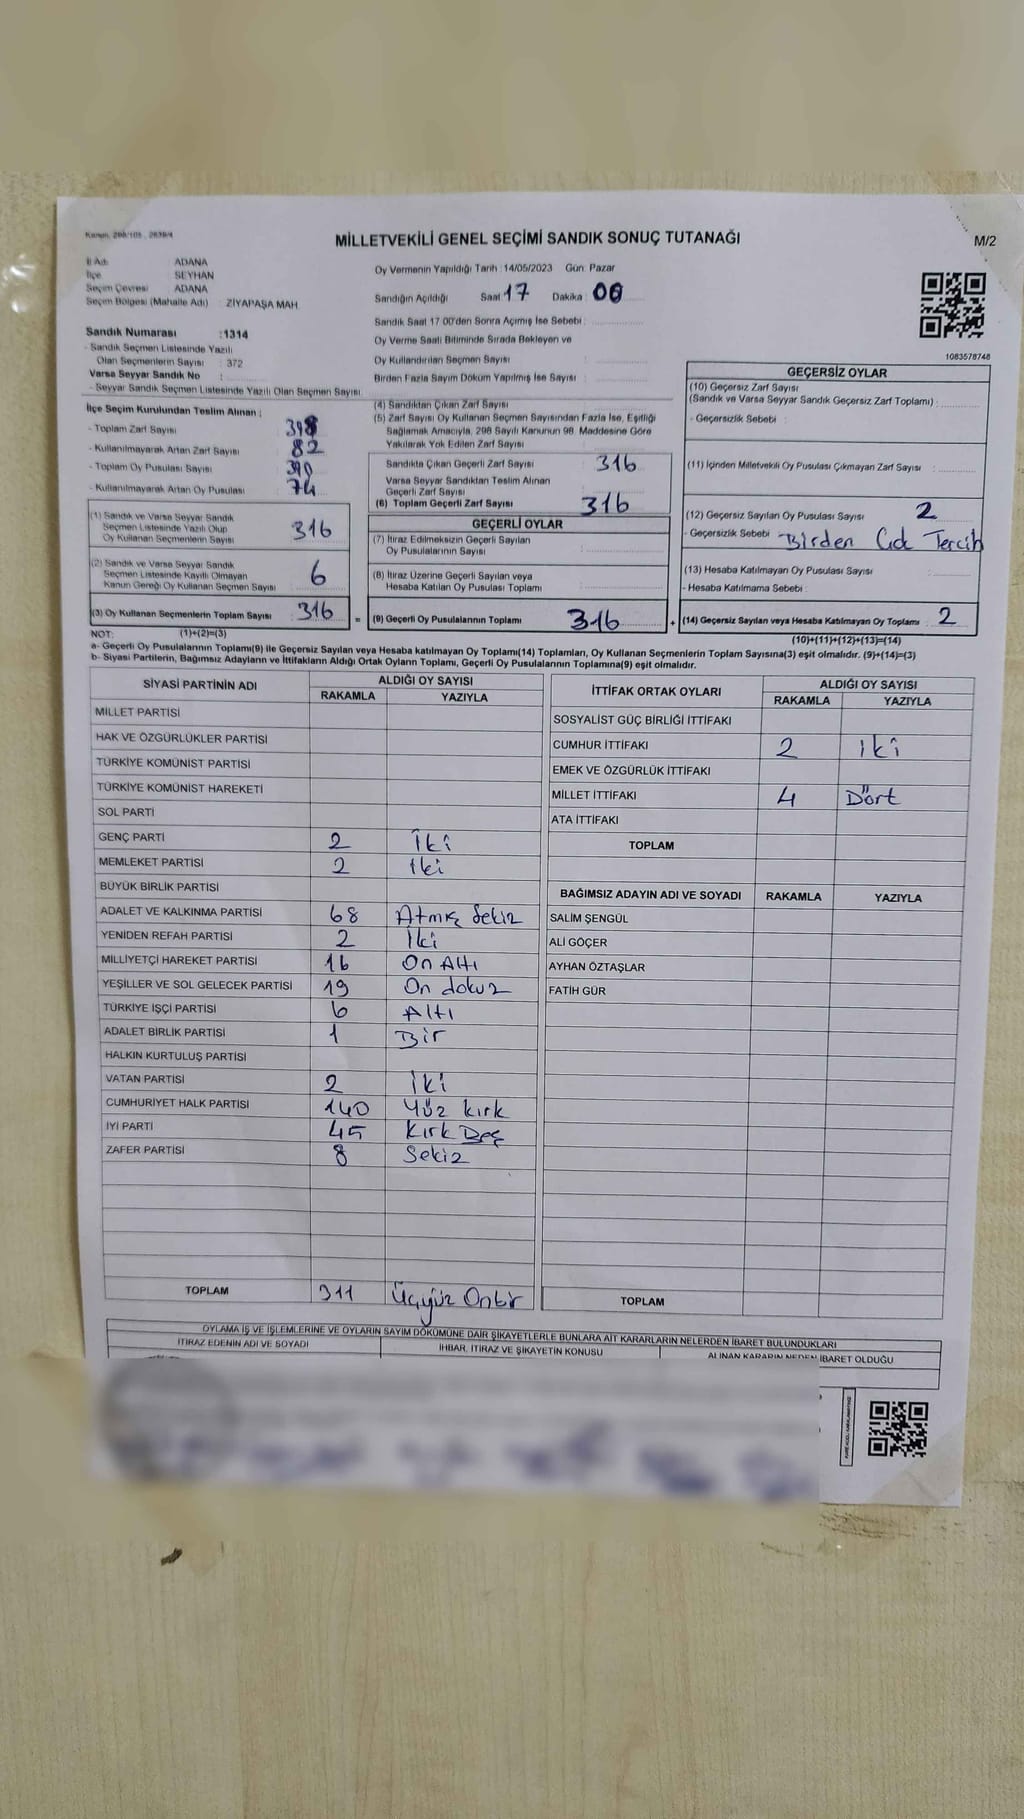 Kanun: 298/105 , 2839/4
MİLLETVEKİLİ GENEL SEÇİMİ SANDIK SONUÇ TUTANAĞI
M/2
İl Adı ADANA
İlçe SEYHAN
Seçim Çevresi ADANA
Seçim Bölgesi (Mahalle Adı) : ZİYAPAŞA MAH.
Sandık Numarası :1314
- Sandık Seçmen Listesinde Yazılı
Olan Seçmenlerin Sayısı : 372
Varsa Seyyar Sandık No :
- Seyyar Sandık Seçmen Listesinde Yazılı Olan Seçmen Sayısı
Oy Vermenin Yapıldığı Tarih : 14/05/2023 Gün: Pazar
Sandığın Açıldığı Saat 17 Dakika : 00
Sandık Saat 17.00'den Sonra Açılmış İse Sebebi :
Oy Verme Saati Bitiminde Sırada Bekleyen ve
Oy Kullandırılan Seçmen Sayısı :
Birden Fazla Sayım Döküm Yapılmış İse Sayısı :
1083578748
İlçe Seçim Kurulundan Teslim Alınan ;
- Toplam Zarf Sayısı : 398
- Kullanılmayarak Artan Zarf Sayısı : 82
- Toplam Oy Pusulası Sayısı : 390
- Kullanılmayarak Artan Oy Pusulası : 74
(1) Sandık ve Varsa Seyyar Sandık
Seçmen Listesinde Yazılı Olup
Oy Kullanan Seçmenlerin Sayısı : 316
(2) Sandık ve Varsa Seyyar Sandık
Seçmen Listesinde Kayıtlı Olmayan
Kanun Gereği Oy Kullanan Seçmen Sayısı : 6
(3) Oy Kullanan Seçmenlerin Toplam Sayısı : 316
(4) Sandıktan Çıkan Zarf Sayısı :
(5) Zarf Sayısı Oy Kullanan Seçmen Sayısından Fazla İse, Eşitliği
Sağlamak Amacıyla, 298 Sayılı Kanunun 98. Maddesine Göre
Yakılarak Yok Edilen Zarf Sayısı :
Sandıkta Çıkan Geçerli Zarf Sayısı : 316
Varsa Seyyar Sandıktan Teslim Alınan
Geçerli Zarf Sayısı :
(6) Toplam Geçerli Zarf Sayısı : 316
GEÇERLİ OYLAR
(7) İtiraz Edilmeksizin Geçerli Sayılan
Oy Pusulalarının Sayısı :
(8) İtiraz Üzerine Geçerli Sayılan veya
Hesaba Katılan Oy Pusulası Toplamı :
= (9) Geçerli Oy Pusulalarının Toplamı : 316
GEÇERSİZ OYLAR
(10) Geçersiz Zarf Sayısı
(Sandık ve Varsa Seyyar Sandık Geçersiz Zarf Toplamı) :
- Geçersizlik Sebebi :
(11) İçinden Milletvekili Oy Pusulası Çıkmayan Zarf Sayısı :
(12) Geçersiz Sayılan Oy Pusulası Sayısı : 2
- Geçersizlik Sebebi : Birden Çok Tercih
(13) Hesaba Katılmayan Oy Pusulası Sayısı :
- Hesaba Katılmama Sebebi :
+ (14) Geçersiz Sayılan veya Hesaba Katılmayan Oy Toplamı : 2
NOT: (1)+(2)=(3)
(10)+(11)+(12)+(13)=(14)
a- Geçerli Oy Pusulalarının Toplamı(9) ile Geçersiz Sayılan veya Hesaba katılmayan Oy Toplamı(14) Toplamları, Oy Kullanan Seçmenlerin Toplam Sayısına(3) eşit olmalıdır. (9)+(14)=(3)
b- Siyasi Partilerin, Bağımsız Adayların ve İttifakların Aldığı Ortak Oyların Toplamı, Geçerli Oy Pusulalarının Toplamına(9) eşit olmalıdır.
SİYASİ PARTİNİN ADI ALDIĞI OY SAYISI
RAKAMLA YAZIYLA
MİLLET PARTİSİ
HAK VE ÖZGÜRLÜKLER PARTİSİ
TÜRKİYE KOMÜNİST PARTİSİ
TÜRKİYE KOMÜNİST HAREKETİ
SOL PARTİ
GENÇ PARTİ 2 İki
MEMLEKET PARTİSİ 2 İki
BÜYÜK BİRLİK PARTİSİ
ADALET VE KALKINMA PARTİSİ 68 Atmış Sekiz
YENİDEN REFAH PARTİSİ 2 İki
MİLLİYETÇİ HAREKET PARTİSİ 16 On Altı
YEŞİLLER VE SOL GELECEK PARTİSİ 19 On dokuz
TÜRKİYE İŞÇİ PARTİSİ 6 Altı
ADALET BİRLİK PARTİSİ 1 Bir
HALKIN KURTULUŞ PARTİSİ
VATAN PARTİSİ 2 İki
CUMHURİYET HALK PARTİSİ 140 Yüz kırk
İYİ PARTİ 45 Kırk Beş
ZAFER PARTİSİ 8 Sekiz
TOPLAM 311 Üçyüz Onbir
İTTİFAK ORTAK OYLARI ALDIĞI OY SAYISI
RAKAMLA YAZIYLA
SOSYALİST GÜÇ BİRLİĞİ İTTİFAKI
CUMHUR İTTİFAKI 2 İki
EMEK VE ÖZGÜRLÜK İTTİFAKI
MİLLET İTTİFAKI 4 Dört
ATA İTTİFAKI
TOPLAM
BAĞIMSIZ ADAYIN ADI VE SOYADI RAKAMLA YAZIYLA
SALİM ŞENGÜL
ALİ GÖÇER
AYHAN ÖZTAŞLAR
FATİH GÜR
TOPLAM
OYLAMA İŞ VE İŞLEMLERİNE VE OYLARIN SAYIM DÖKÜMÜNE DAİR ŞİKAYETLERLE BUNLARA AİT KARARLARIN NELERDEN İBARET BULUNDUKLARI
İTİRAZ EDENİN ADI VE SOYADI İHBAR, İTİRAZ VE ŞİKAYETİN KONUSU ALINAN KARARIN NEDEN İBARET OLDUĞU